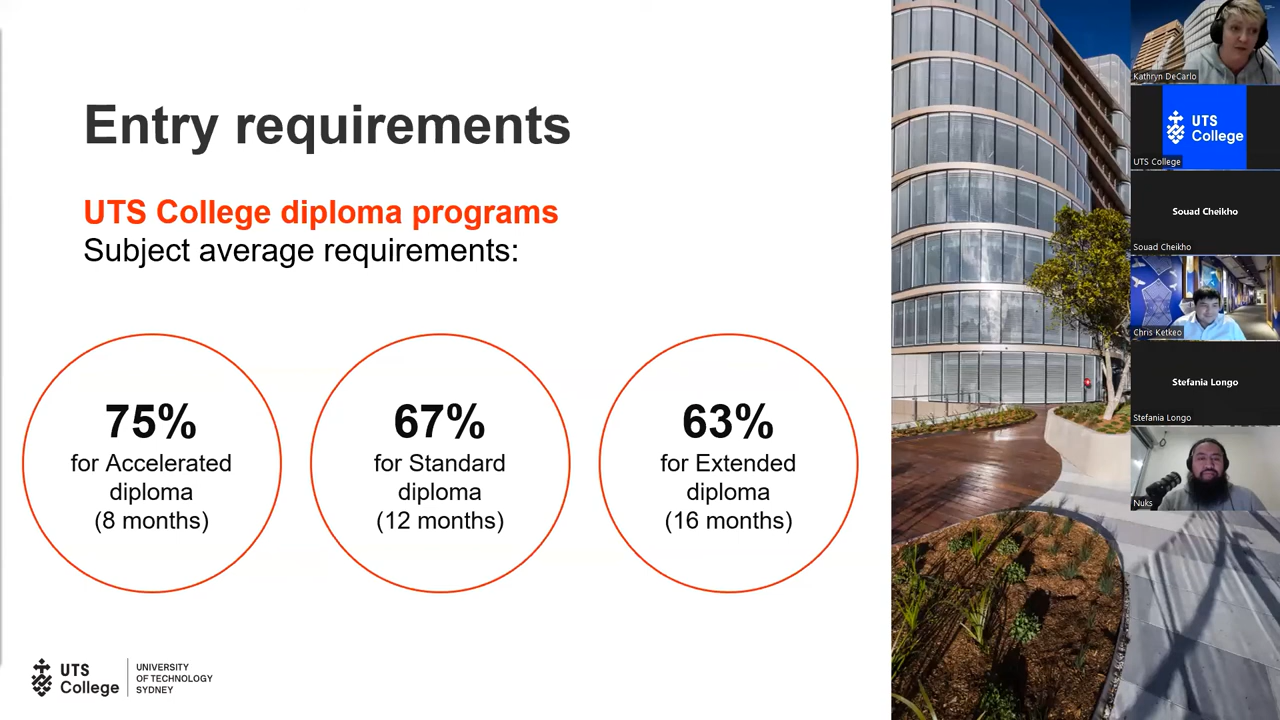 Entry requirements
UTS College diploma programs
Subject average requirements:
75%
for Accelerated
diploma
(8 months)
67%
for Standard
diploma
(12 months)
63%
for Extended
diploma
(16 months)
UTS
College
UNIVERSITY
OF TECHNOLOGY
SYDNEY
Kathryn DeCarlo
UTS
College
UTS College
Souad Cheikho
Souad Cheikho
Chris Ketkeo
Stefania Longo
Stefania Longo
Nuks